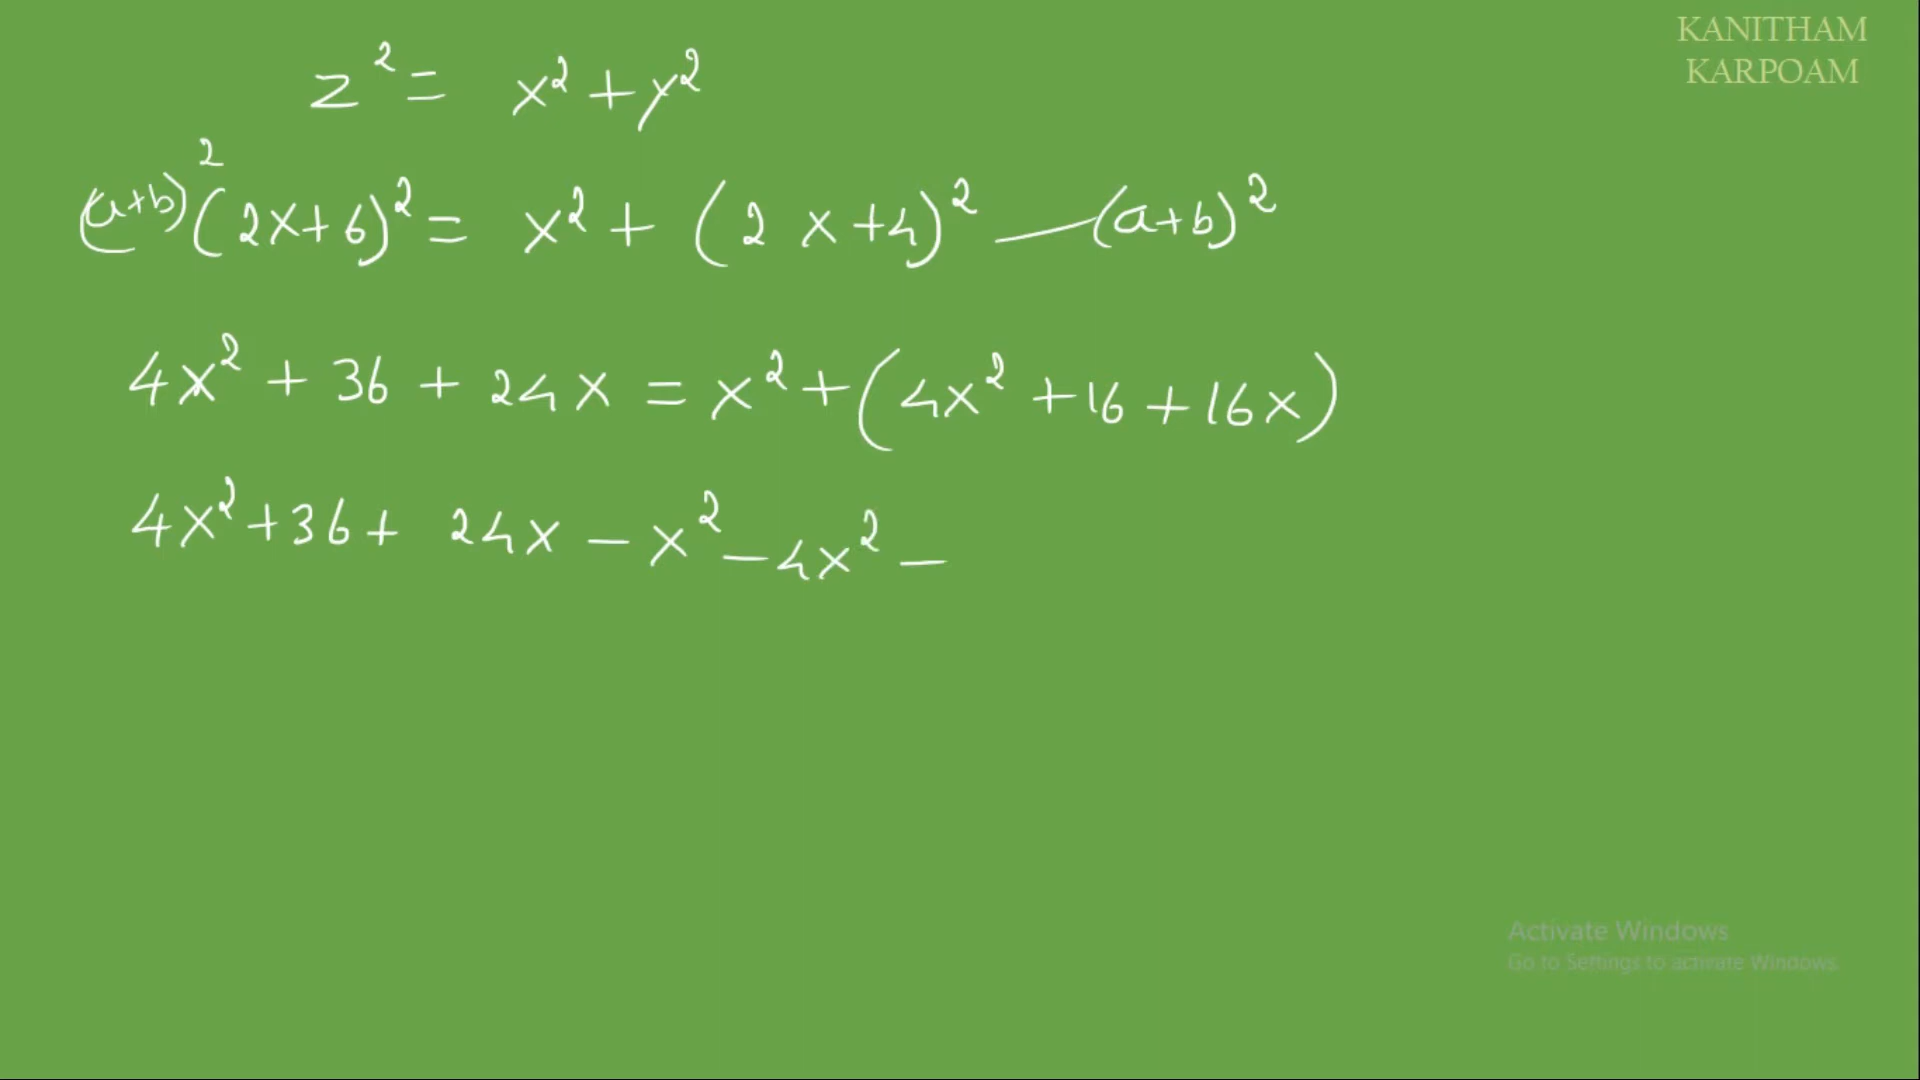 KANITHAM
KARPOAM
z² = x² + y²
(a+b)² (2x+6)² = x² + (2x+4)² — (a+b)²
4x² + 36 + 24x = x² + (4x² + 16 + 16x)
4x² + 36 + 24x - x² - 4x² -
Activate Windows
Go to Settings to activate Windows.